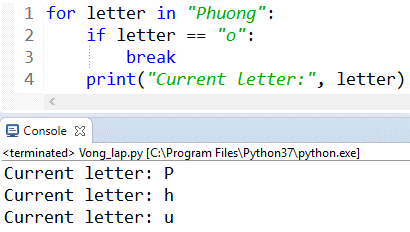 1 for letter in "Phuong":
2     if letter == "o":
3         break
4     print("Current letter:", letter)
Console
<terminated> Vong_lap.py [C:\Program Files\Python37\python.exe]
Current letter: P
Current letter: h
Current letter: u